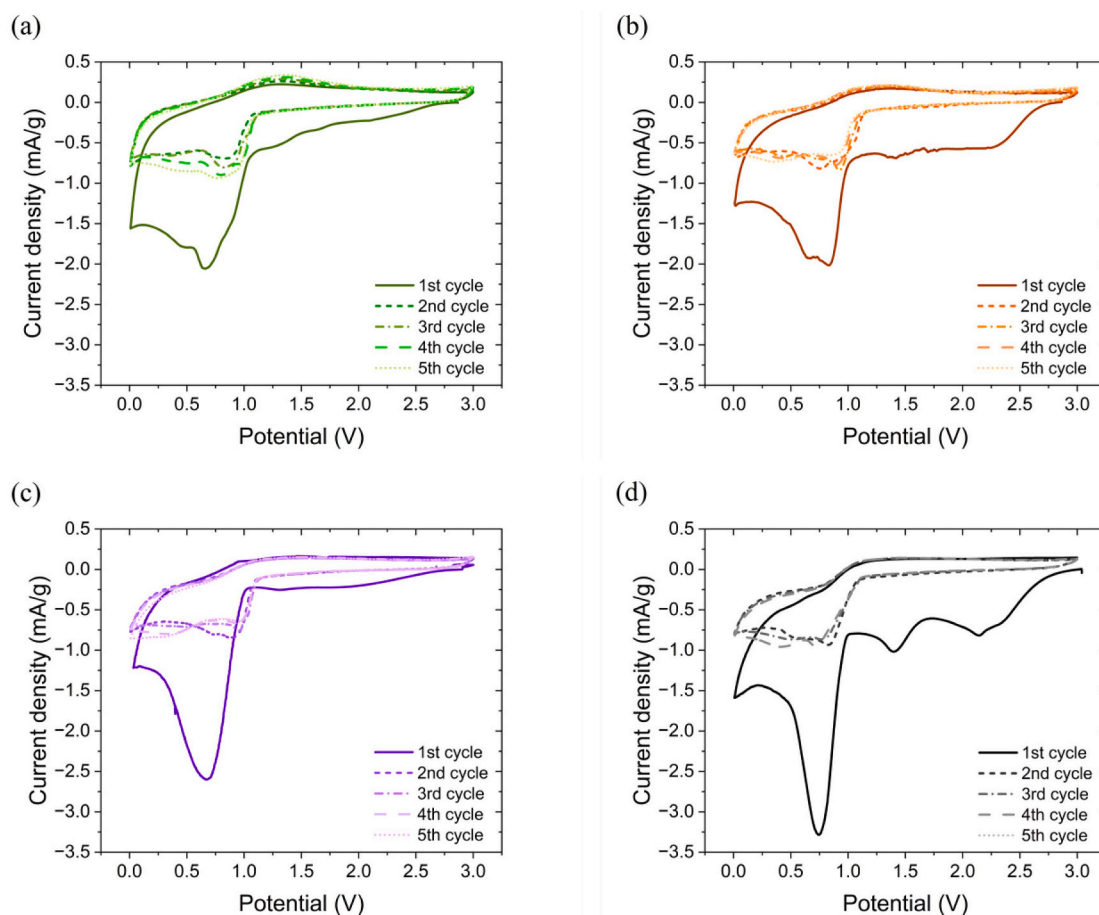 (a)
0.5
0.0
−0.5
−1.0
−1.5
−2.0
−2.5
−3.0
−3.5
Current density (mA/g)
1st cycle
2nd cycle
3rd cycle
4th cycle
5th cycle
0.0 0.5 1.0 1.5 2.0 2.5 3.0
Potential (V)
(b)
0.5
0.0
−0.5
−1.0
−1.5
−2.0
−2.5
−3.0
−3.5
Current density (mA/g)
1st cycle
2nd cycle
3rd cycle
4th cycle
5th cycle
0.0 0.5 1.0 1.5 2.0 2.5 3.0
Potential (V)
(c)
0.5
0.0
−0.5
−1.0
−1.5
−2.0
−2.5
−3.0
−3.5
Current density (mA/g)
1st cycle
2nd cycle
3rd cycle
4th cycle
5th cycle
0.0 0.5 1.0 1.5 2.0 2.5 3.0
Potential (V)
(d)
0.5
0.0
−0.5
−1.0
−1.5
−2.0
−2.5
−3.0
−3.5
Current density (mA/g)
1st cycle
2nd cycle
3rd cycle
4th cycle
5th cycle
0.0 0.5 1.0 1.5 2.0 2.5 3.0
Potential (V)